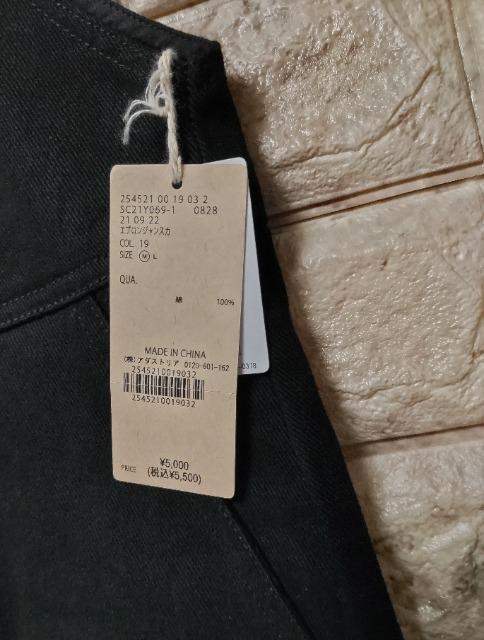 254521 00 19 03 2
SC21Y069-1 0828
21 09 22
エプロンジャンスカ
COL. 19
SIZE Ⓜ L
QUA.
綿 100%
MADE IN CHINA
(株)アダストリア 0120-601-162
2545210019032
2545210019032
¥5,000
PRICE (税込¥5,500)